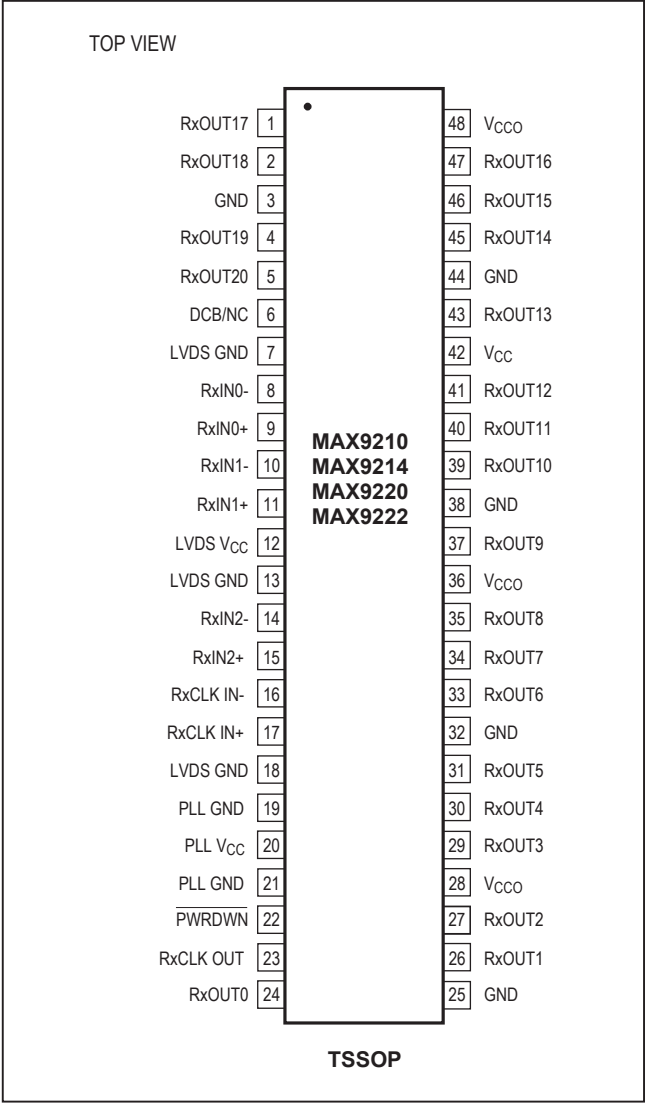 TOP VIEW
RxOUT17 1 48 VCCO
RxOUT18 2 47 RxOUT16
GND 3 46 RxOUT15
RxOUT19 4 45 RxOUT14
RxOUT20 5 44 GND
DCB/NC 6 43 RxOUT13
LVDS GND 7 42 VCC
RxIN0- 8 41 RxOUT12
RxIN0+ 9 40 RxOUT11
MAX9210
RxIN1- 10 MAX9214 39 RxOUT10
MAX9220
RxIN1+ 11 MAX9222 38 GND
LVDS VCC 12 37 RxOUT9
LVDS GND 13 36 VCCO
RxIN2- 14 35 RxOUT8
RxIN2+ 15 34 RxOUT7
RxCLK IN- 16 33 RxOUT6
RxCLK IN+ 17 32 GND
LVDS GND 18 31 RxOUT5
PLL GND 19 30 RxOUT4
PLL VCC 20 29 RxOUT3
PLL GND 21 28 VCCO
PWRDWN 22 27 RxOUT2
RxCLK OUT 23 26 RxOUT1
RxOUT0 24 25 GND
TSSOP